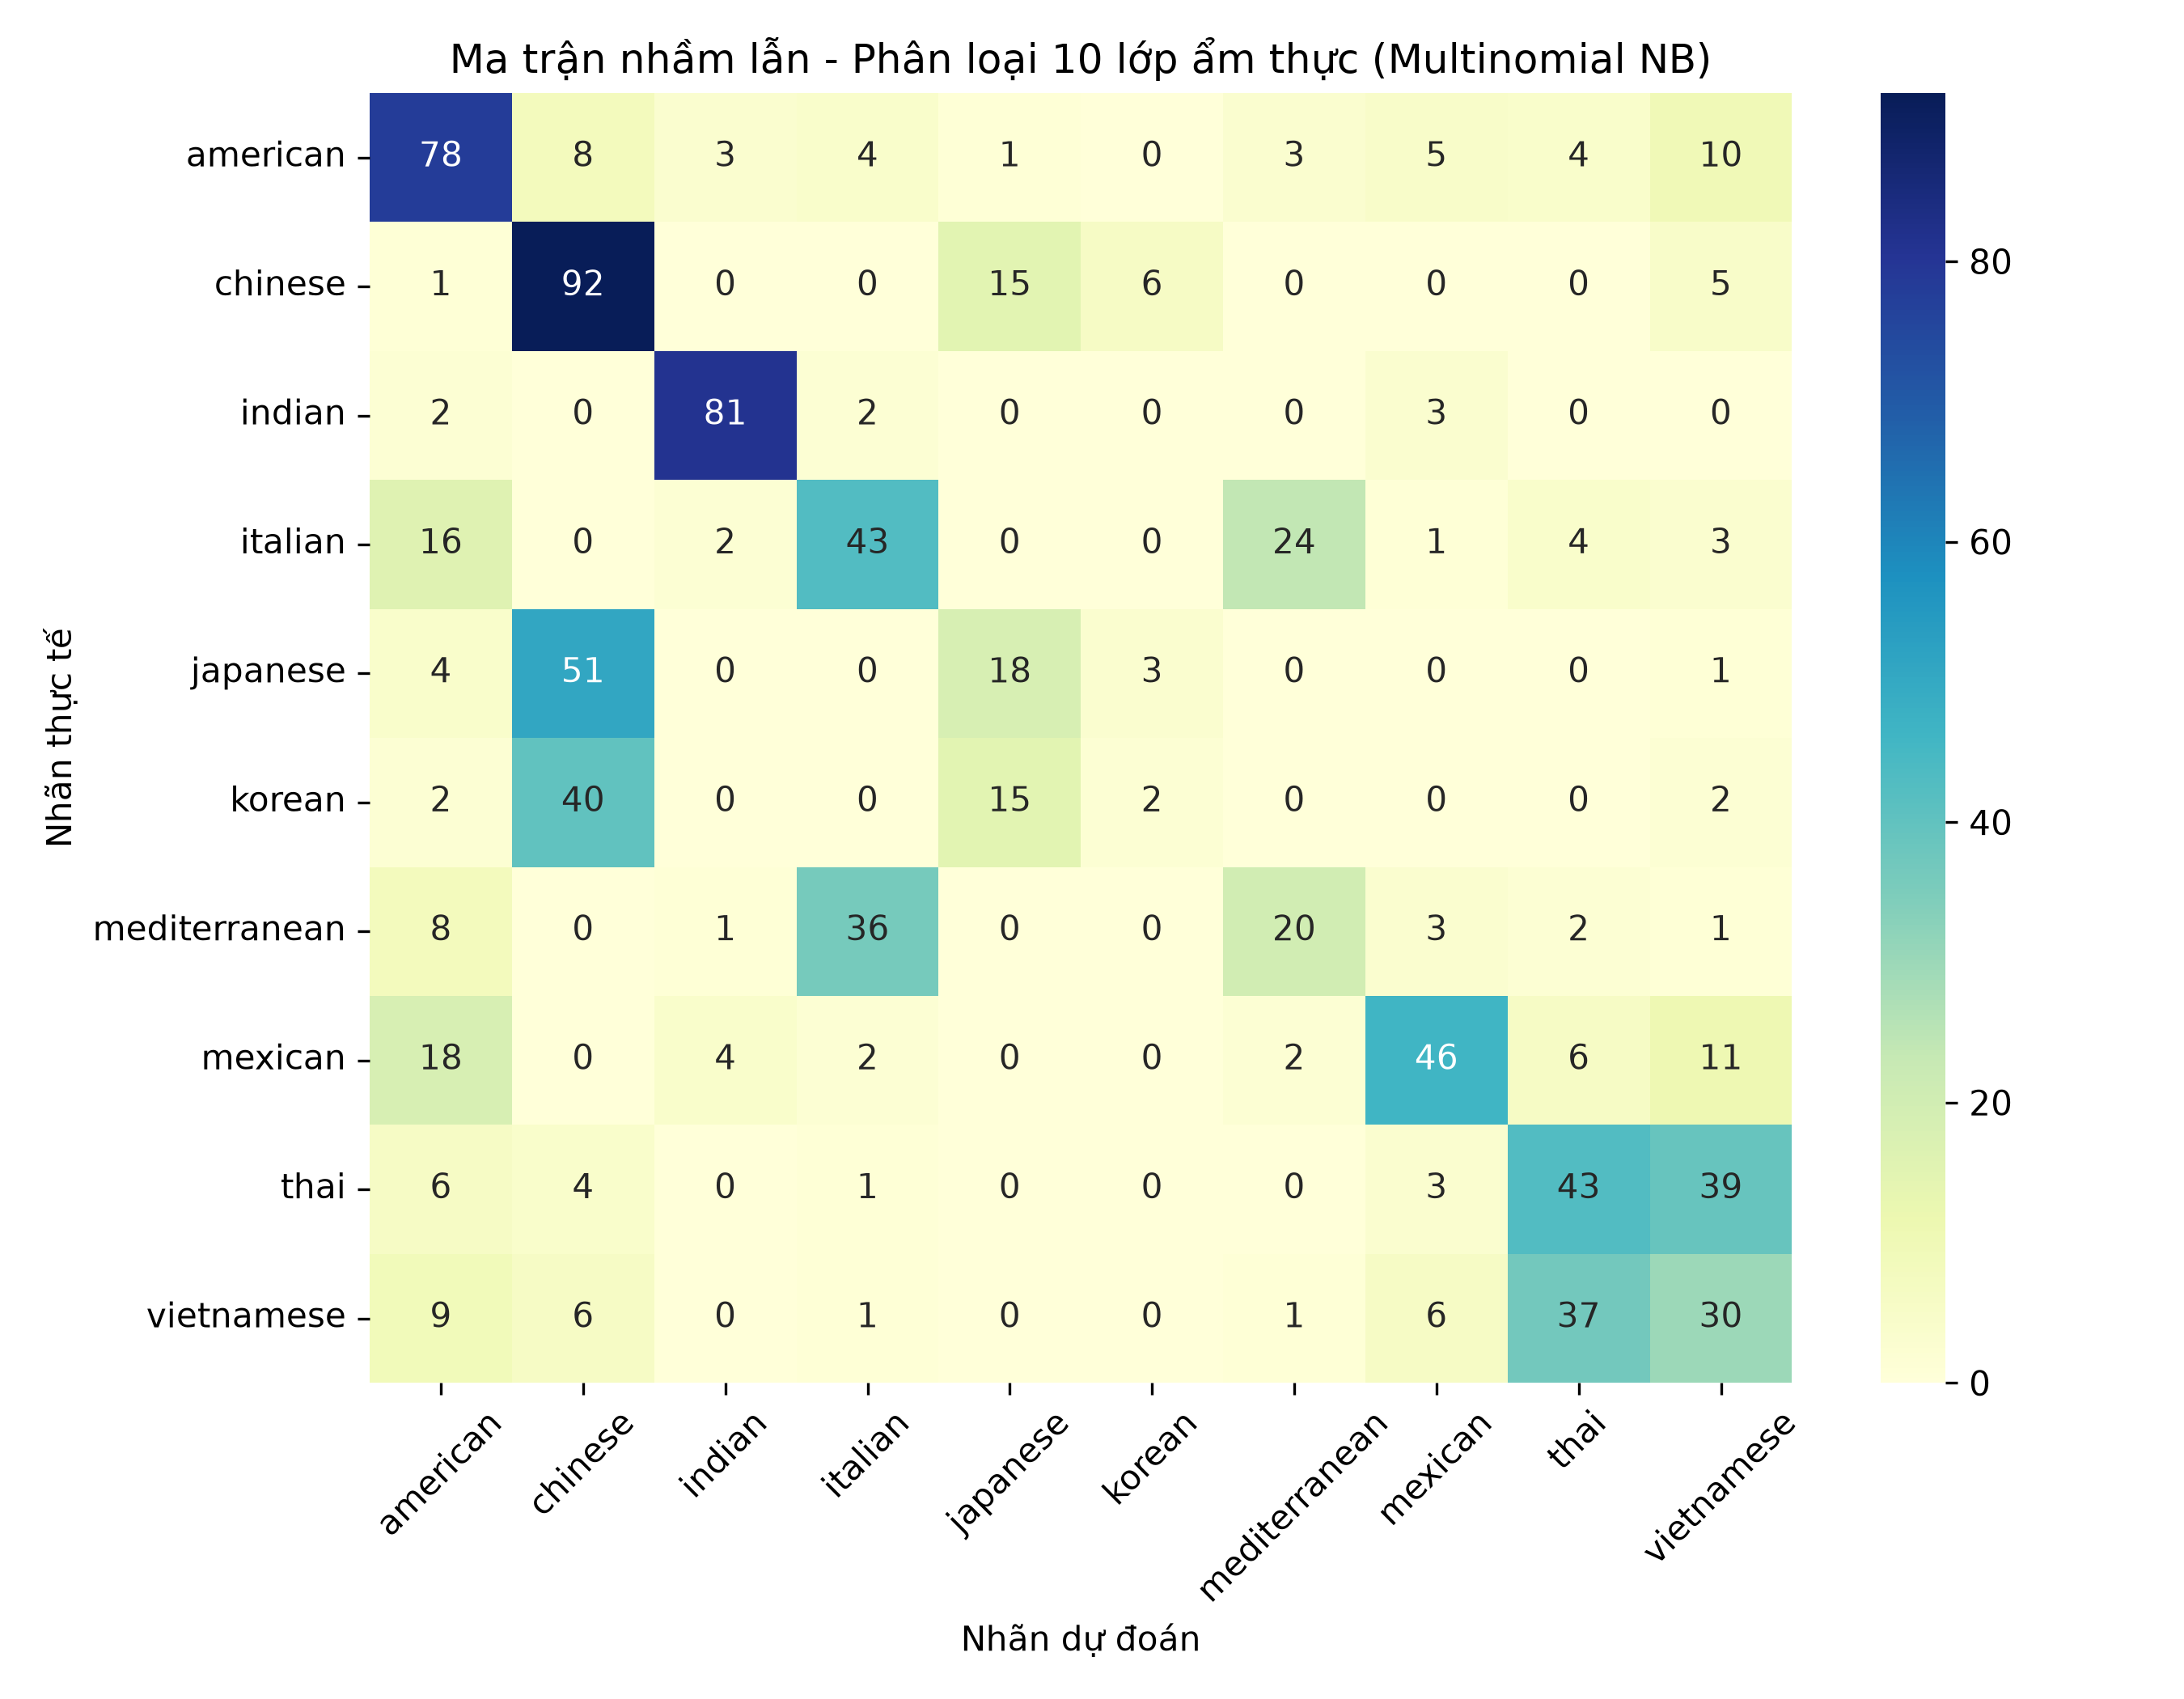 Ma trận nhầm lẫn - Phân loại 10 lớp ẩm thực (Multinomial NB)
american 78 8 3 4 1 0 3 5 4 10
chinese 1 92 0 0 15 6 0 0 0 5
indian 2 0 81 2 0 0 0 3 0 0
italian 16 0 2 43 0 0 24 1 4 3
japanese 4 51 0 0 18 3 0 0 0 1
korean 2 40 0 0 15 2 0 0 0 2
mediterranean 8 0 1 36 0 0 20 3 2 1
mexican 18 0 4 2 0 0 2 46 6 11
thai 6 4 0 1 0 0 0 3 43 39
vietnamese 9 6 0 1 0 0 1 6 37 30
american chinese indian italian japanese korean mediterranean mexican thai vietnamese
Nhãn dự đoán
Nhãn thực tế
80
60
40
20
0